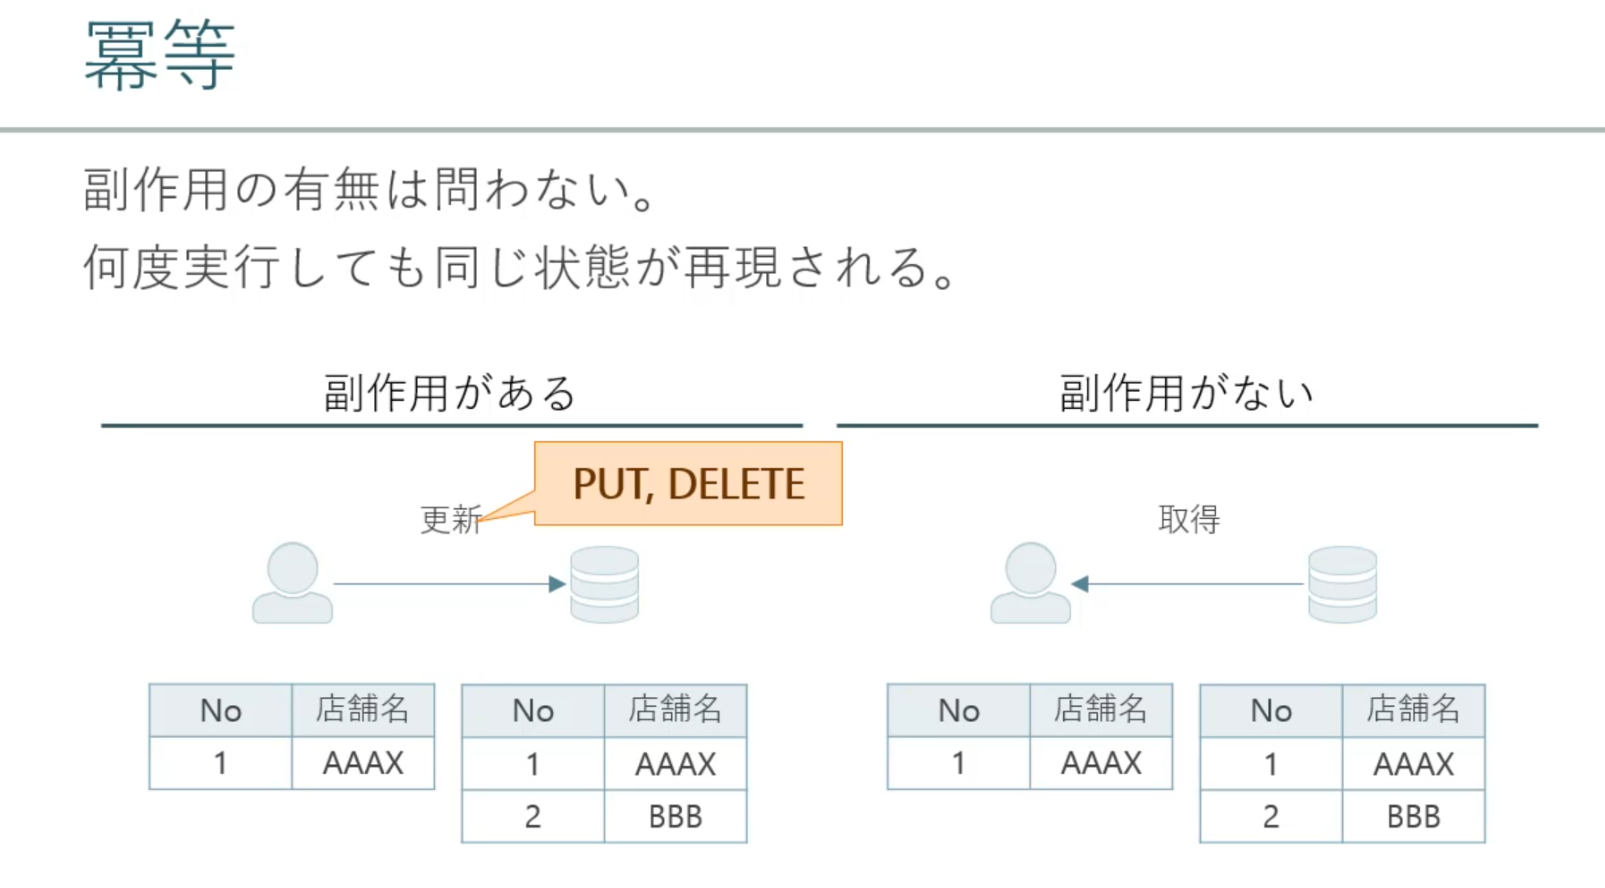 冪等
副作用の有無は問わない。
何度実行しても同じ状態が再現される。
副作用がある
副作用がない
PUT, DELETE
更新
取得
No 店舗名
1 AAAX
No 店舗名
1 AAAX
2 BBB
No 店舗名
1 AAAX
No 店舗名
1 AAAX
2 BBB